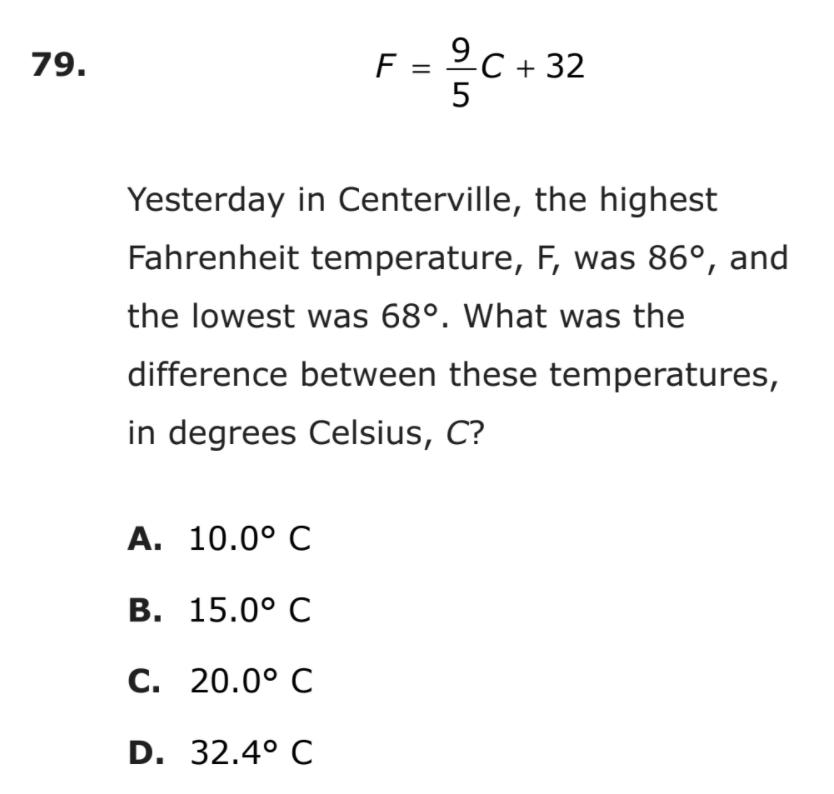 79. F = 9/5 C + 32
Yesterday in Centerville, the highest
Fahrenheit temperature, F, was 86°, and
the lowest was 68°. What was the
difference between these temperatures,
in degrees Celsius, C?
A. 10.0° C
B. 15.0° C
C. 20.0° C
D. 32.4° C